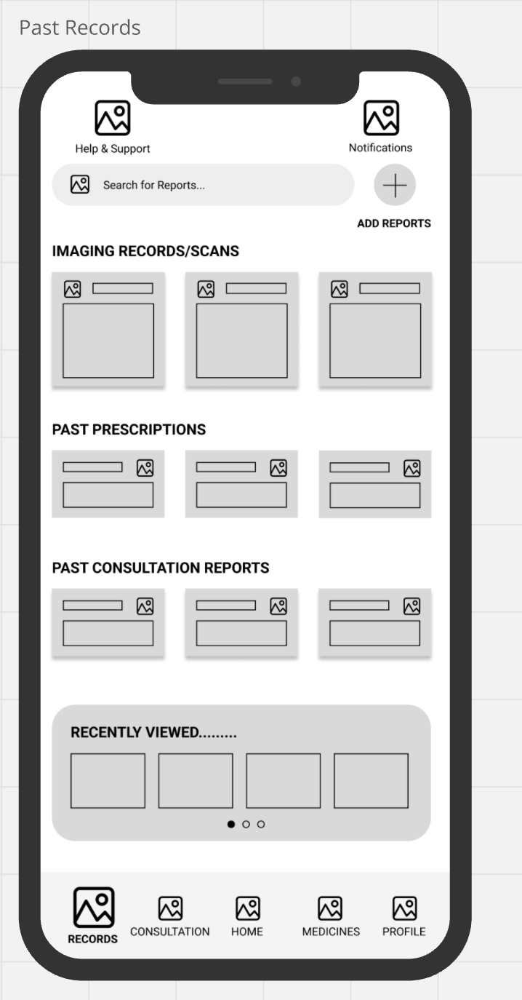 Past Records
Help & Support
Notifications
Search for Reports...
ADD REPORTS
IMAGING RECORDS/SCANS
PAST PRESCRIPTIONS
PAST CONSULTATION REPORTS
RECENTLY VIEWED.........
RECORDS
CONSULTATION
HOME
MEDICINES
PROFILE